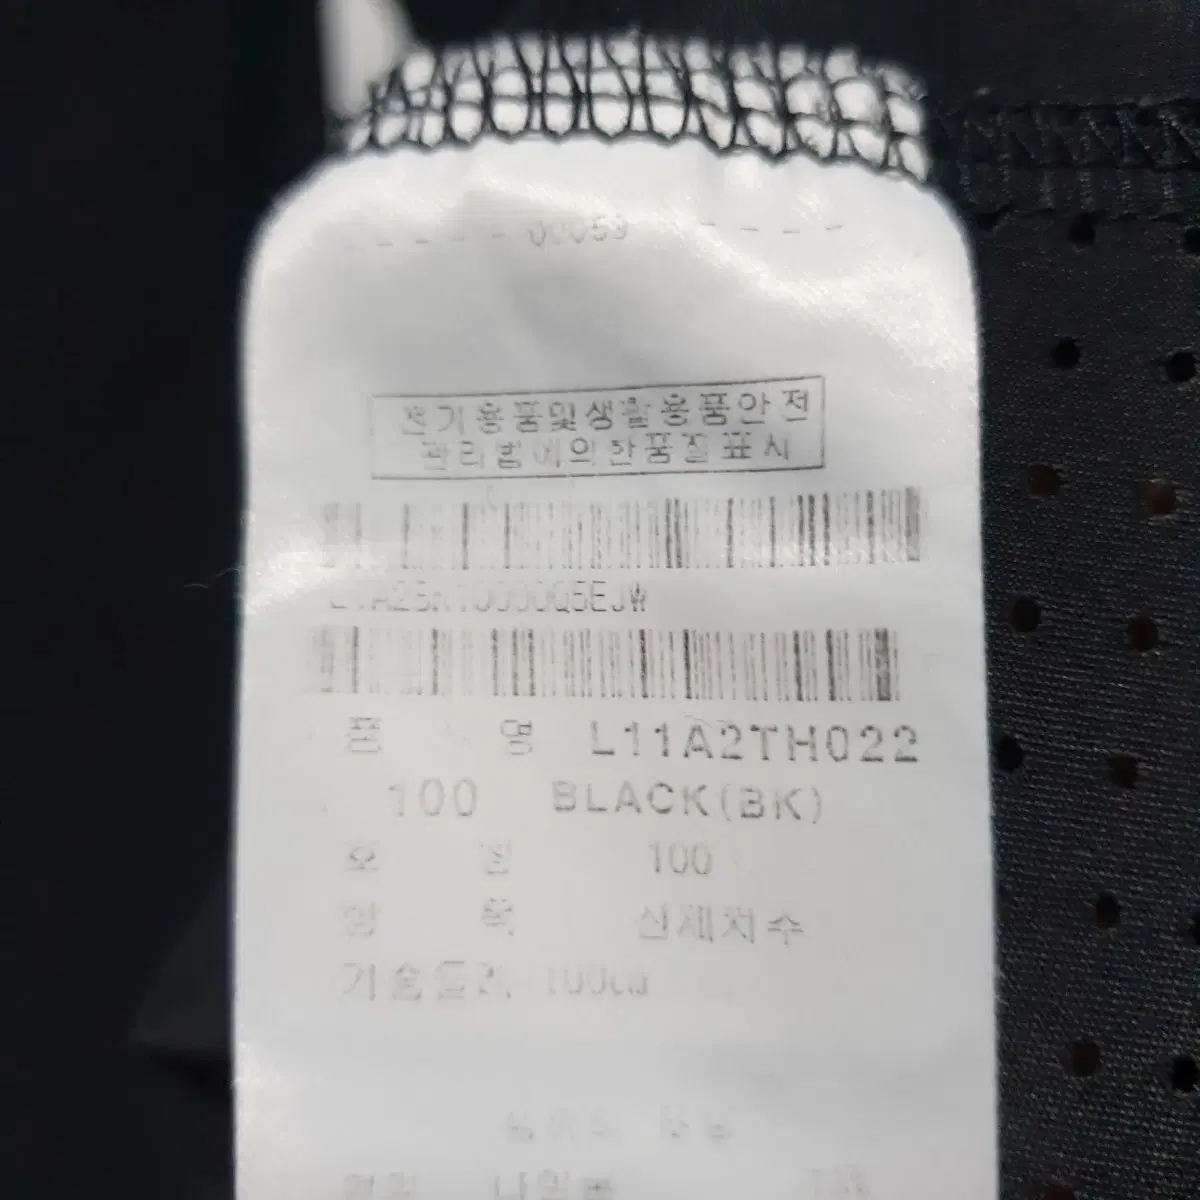 - - - - - 00059 - - - -
전기용품및생활용품안전
관리법에의한품질표시
품 명 L11A2TH022
100 BLACK(BK)
호 칭 100
신체치수
가슴둘레 100cm